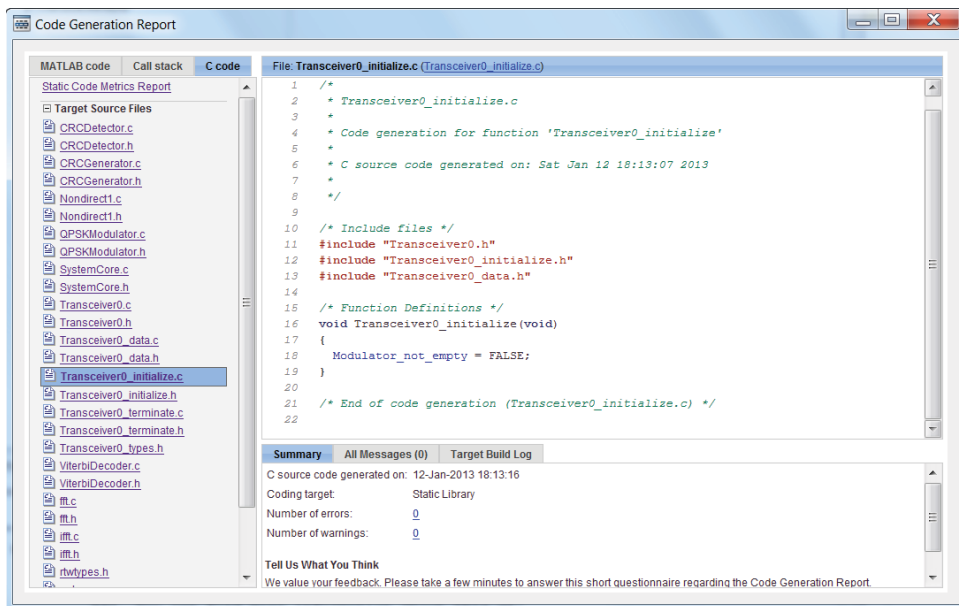 Code Generation Report
MATLAB code Call stack C code
Static Code Metrics Report
Target Source Files
CRCDetector.c
CRCDetector.h
CRCGenerator.c
CRCGenerator.h
Nondirect1.c
Nondirect1.h
QPSKModulator.c
QPSKModulator.h
SystemCore.c
SystemCore.h
Transceiver0.c
Transceiver0.h
Transceiver0_data.c
Transceiver0_data.h
Transceiver0_initialize.c
Transceiver0_initialize.h
Transceiver0_terminate.c
Transceiver0_terminate.h
Transceiver0_types.h
ViterbiDecoder.c
ViterbiDecoder.h
fft.c
fft.h
ifft.c
ifft.h
rtwtypes.h
File: Transceiver0_initialize.c (Transceiver0_initialize.c)
1 /*
2 * Transceiver0_initialize.c
3 *
4 * Code generation for function 'Transceiver0_initialize'
5 *
6 * C source code generated on: Sat Jan 12 18:13:07 2013
7 *
8 */
9
10 /* Include files */
11 #include "Transceiver0.h"
12 #include "Transceiver0_initialize.h"
13 #include "Transceiver0_data.h"
14
15 /* Function Definitions */
16 void Transceiver0_initialize(void)
17 {
18 Modulator_not_empty = FALSE;
19 }
20
21 /* End of code generation (Transceiver0_initialize.c) */
22
Summary All Messages (0) Target Build Log
C source code generated on: 12-Jan-2013 18:13:16
Coding target: Static Library
Number of errors: 0
Number of warnings: 0
Tell Us What You Think
We value your feedback. Please take a few minutes to answer this short questionnaire regarding the Code Generation Report.